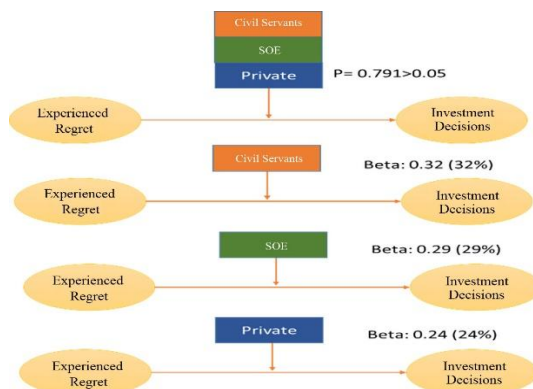 Civil Servants
SOE
Private
P= 0.791>0.05
Experienced
Regret
Investment
Decisions
Civil Servants
Beta: 0.32 (32%)
Experienced
Regret
Investment
Decisions
SOE
Beta: 0.29 (29%)
Experienced
Regret
Investment
Decisions
Private
Beta: 0.24 (24%)
Experienced
Regret
Investment
Decisions